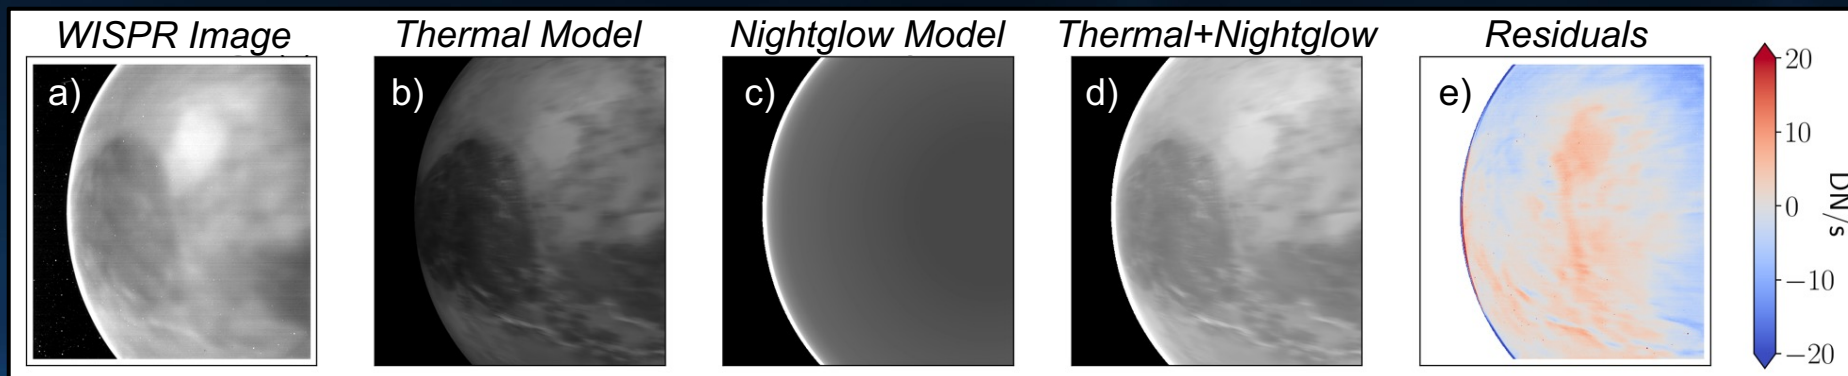 WISPR Image
Thermal Model
Nightglow Model
Thermal+Nightglow
Residuals
a)
b)
c)
d)
e)
20
10
0
−10
−20
DN/s